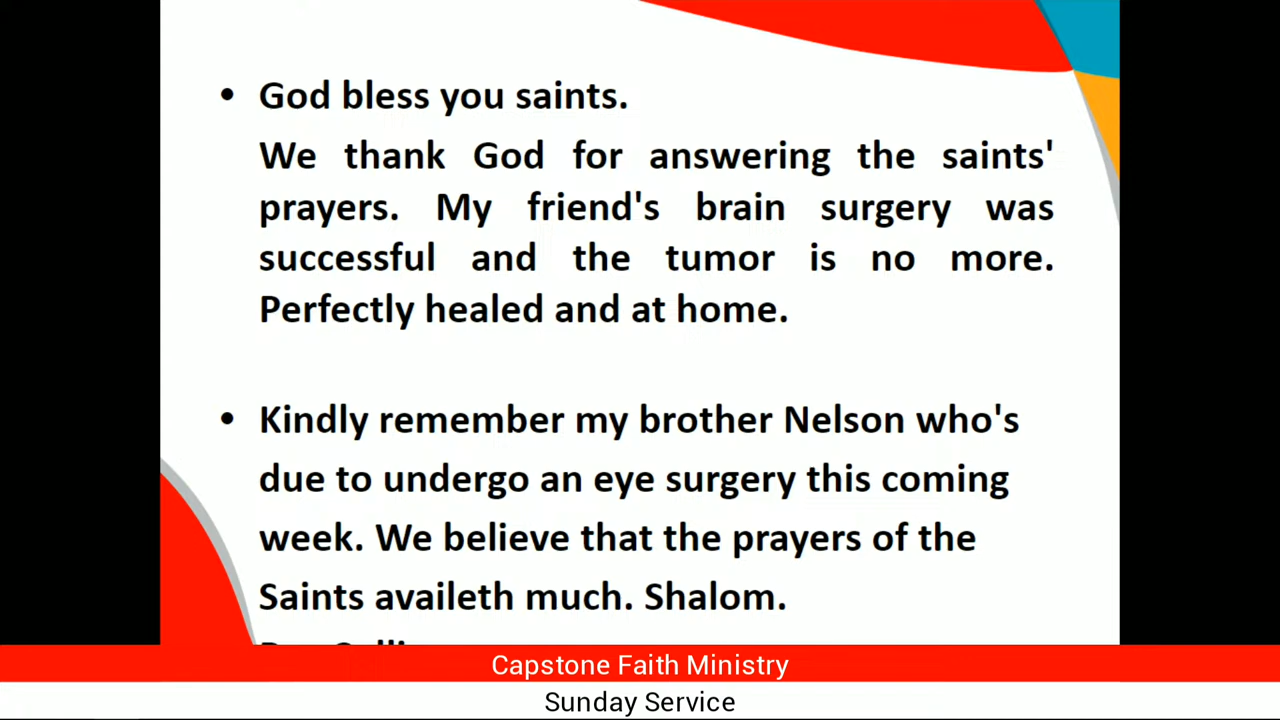 • God bless you saints.
We thank God for answering the saints'
prayers. My friend's brain surgery was
successful and the tumor is no more.
Perfectly healed and at home.
• Kindly remember my brother Nelson who's
due to undergo an eye surgery this coming
week. We believe that the prayers of the
Saints availeth much. Shalom.
Capstone Faith Ministry
Sunday Service